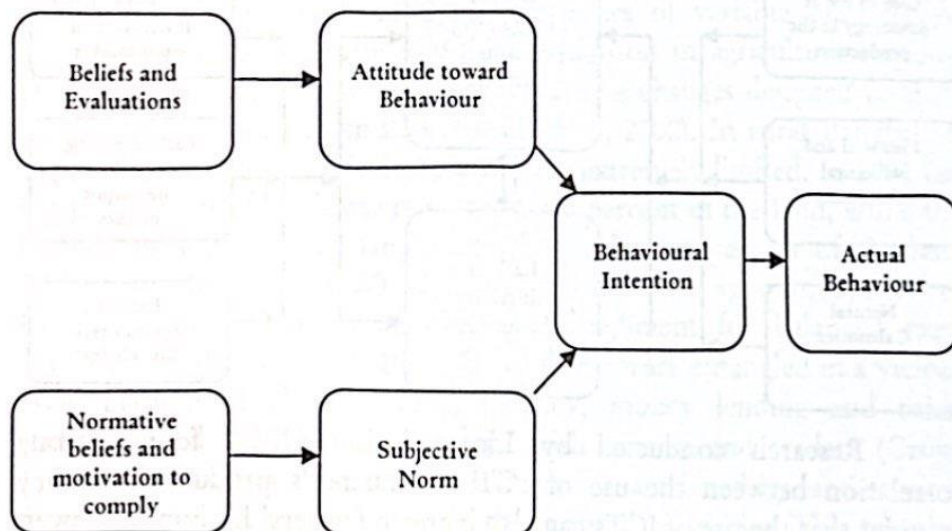 Beliefs and
Evaluations
Attitude toward
Behaviour
Behavioural
Intention
Actual
Behaviour
Normative
beliefs and
motivation to
comply
Subjective
Norm